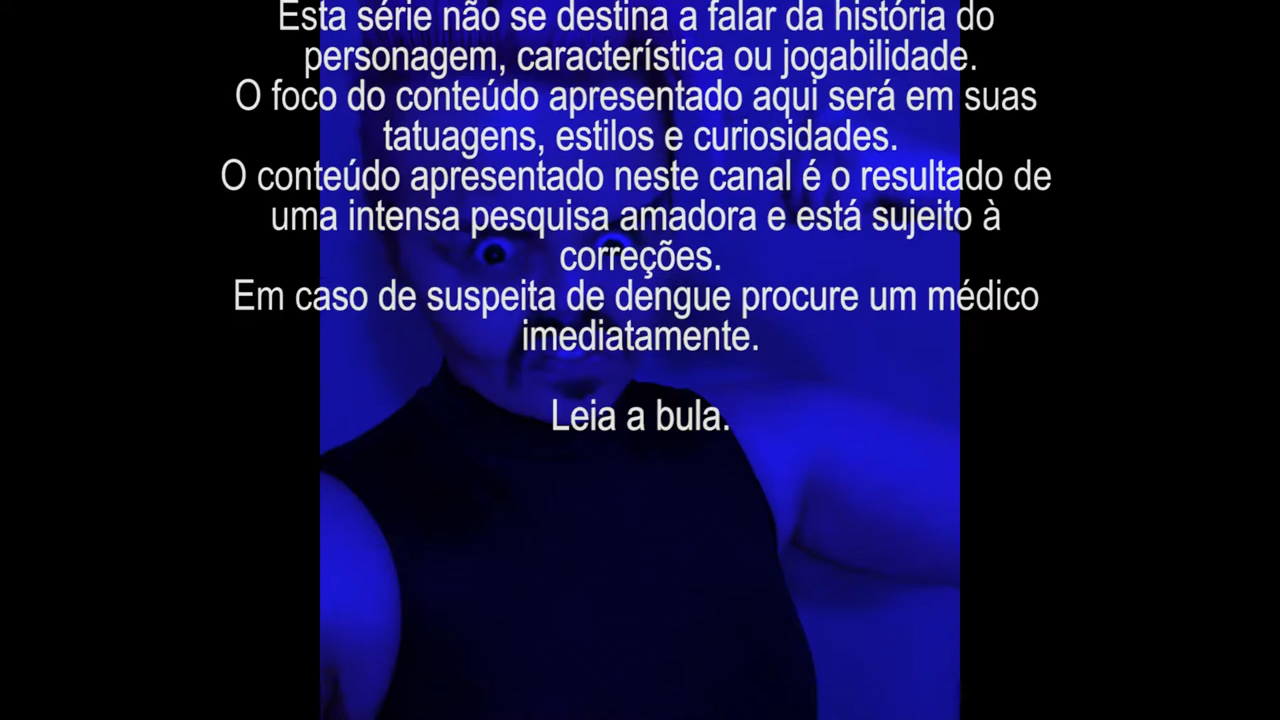 Esta série não se destina a falar da história do
personagem, característica ou jogabilidade.
O foco do conteúdo apresentado aqui será em suas
tatuagens, estilos e curiosidades.
O conteúdo apresentado neste canal é o resultado de
uma intensa pesquisa amadora e está sujeito à
correções.
Em caso de suspeita de dengue procure um médico
imediatamente.
Leia a bula.